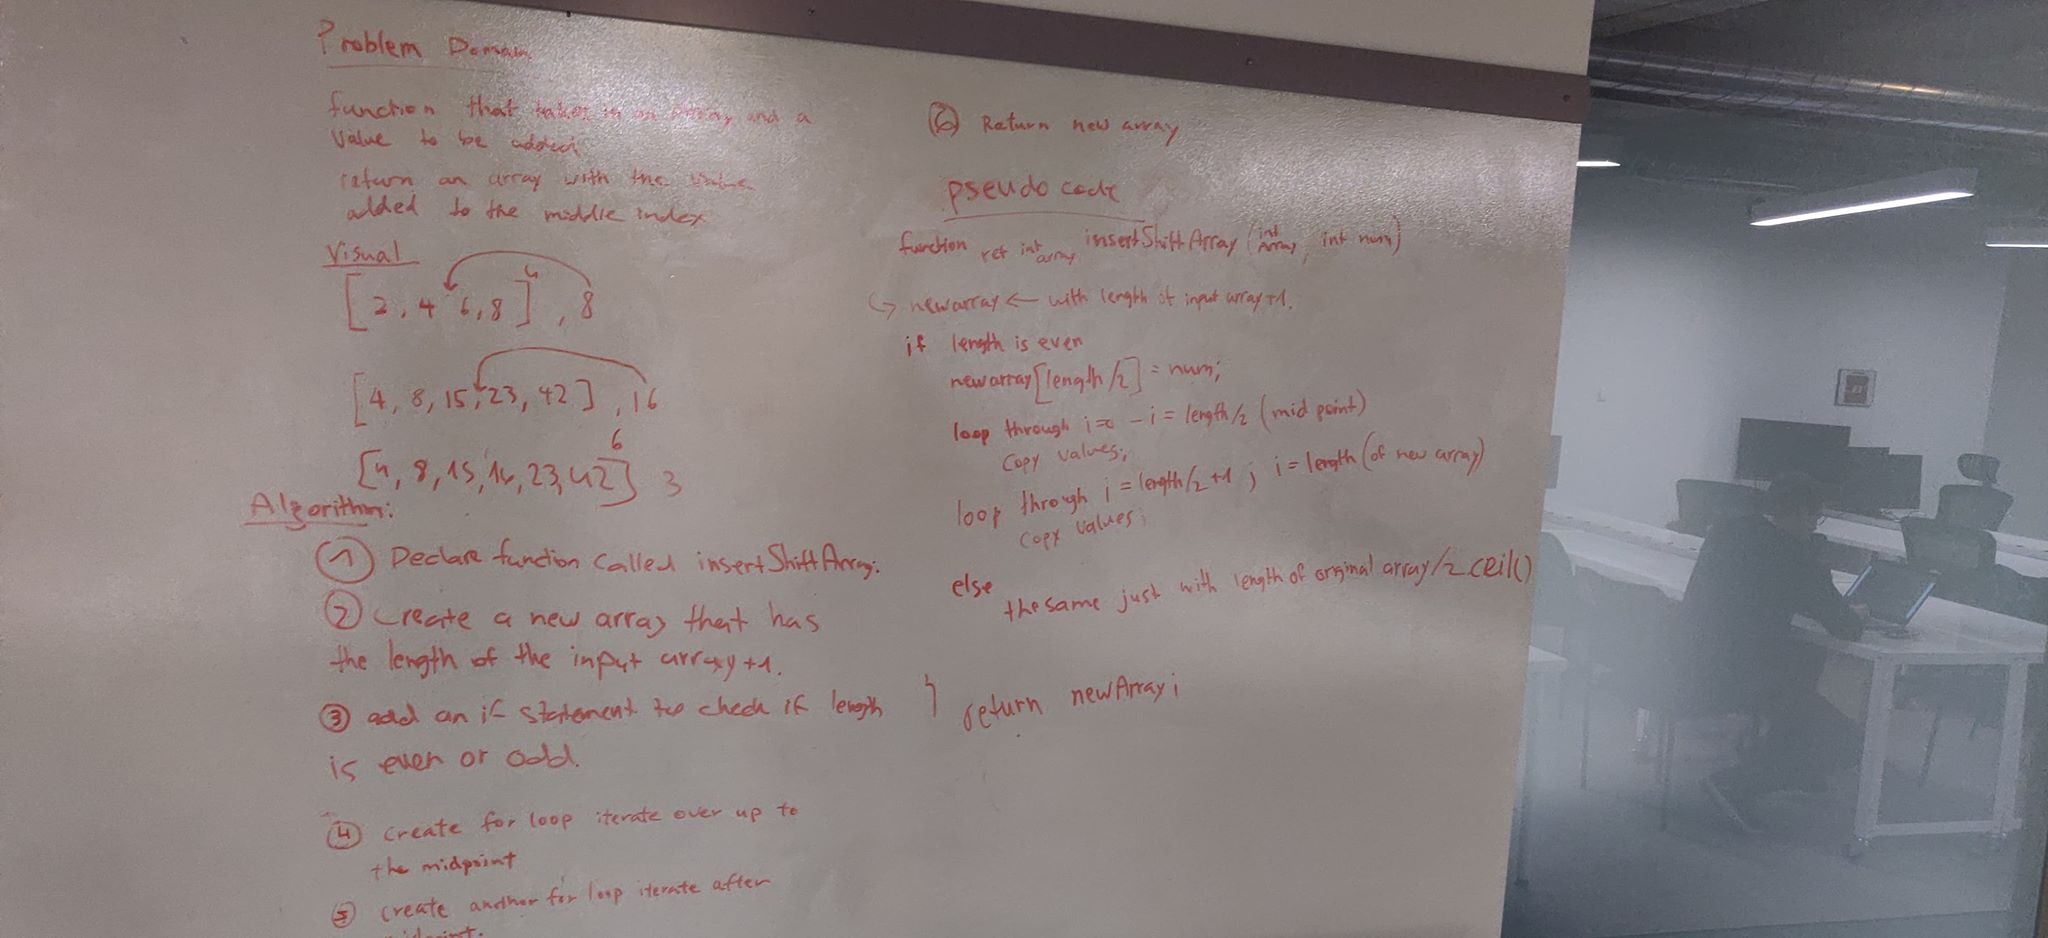 Problem Domain
function that takes in an array and a
value to be added
return an array with the value
added to the middle index
Visual
[2, 4 6, 8]⁴, 8
[4, 8, 15, 23, 42], 16
6
[4, 8, 15, 16, 23, 42] 3
Algorithm:
① Declare function called insertShiftArray.
② create a new array that has
the length of the input array +1.
③ add an if statement to check if length
is even or odd.
④ create for loop iterate over up to
the midpoint
⑤ create another for loop iterate after
midpoint.
⑥ Return new array
pseudo code
function ret int array insertShiftArray (int Array, int num)
↪ newarray ← with length of input array +1.
if length is even
newarray[length/2] = num;
loop through i=0 - i = length/2 (mid point)
Copy values;
loop through i = length/2 +1 ; i = length (of new array)
copy values;
else
the same just with length of orginal array/2.ceil()
} return newArray;